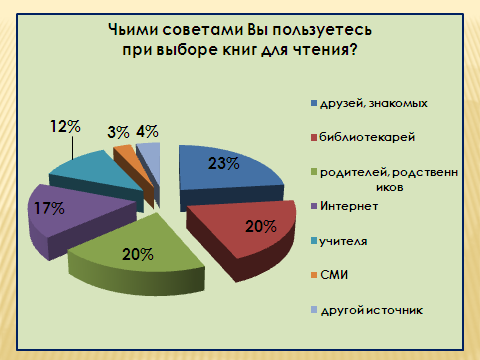 Чьими советами Вы пользуетесь
при выборе книг для чтения?
23%
20%
20%
17%
12%
3%
4%
друзей, знакомых
библиотекарей
родителей, родственн
иков
Интернет
учителя
СМИ
другой источник